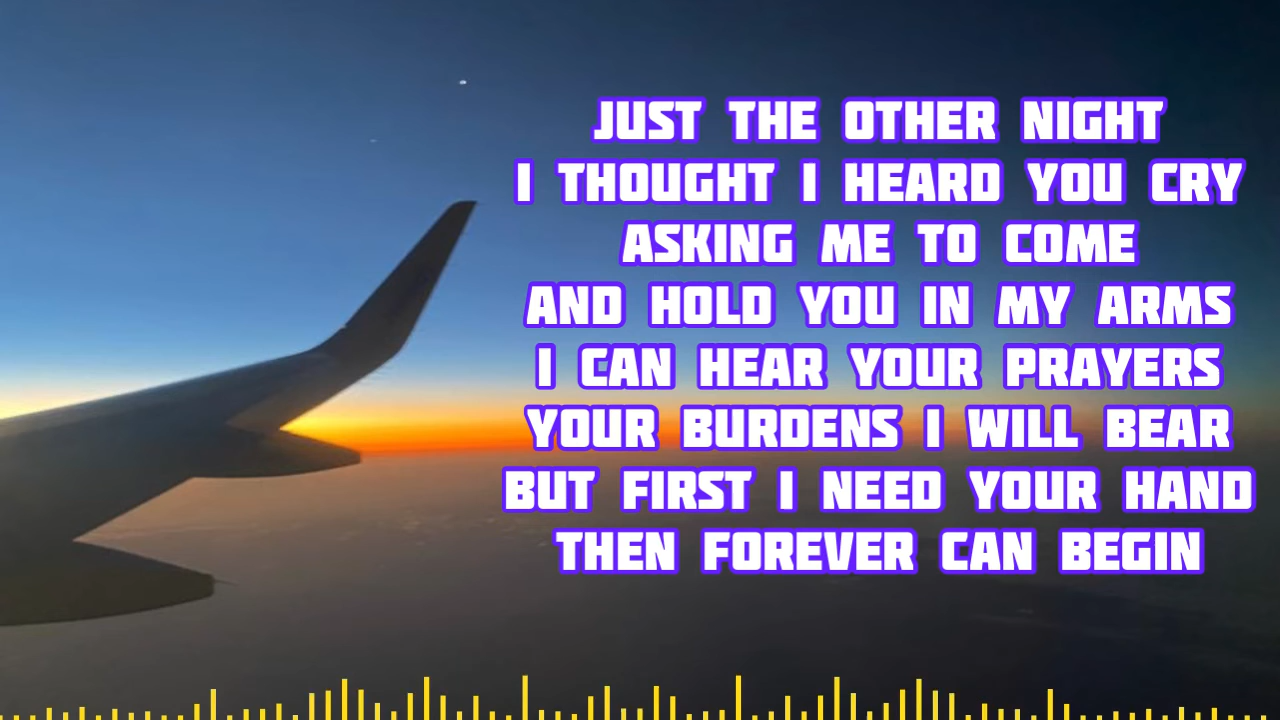 JUST THE OTHER NIGHT
I THOUGHT I HEARD YOU CRY
ASKING ME TO COME
AND HOLD YOU IN MY ARMS
I CAN HEAR YOUR PRAYERS
YOUR BURDENS I WILL BEAR
BUT FIRST I NEED YOUR HAND
THEN FOREVER CAN BEGIN